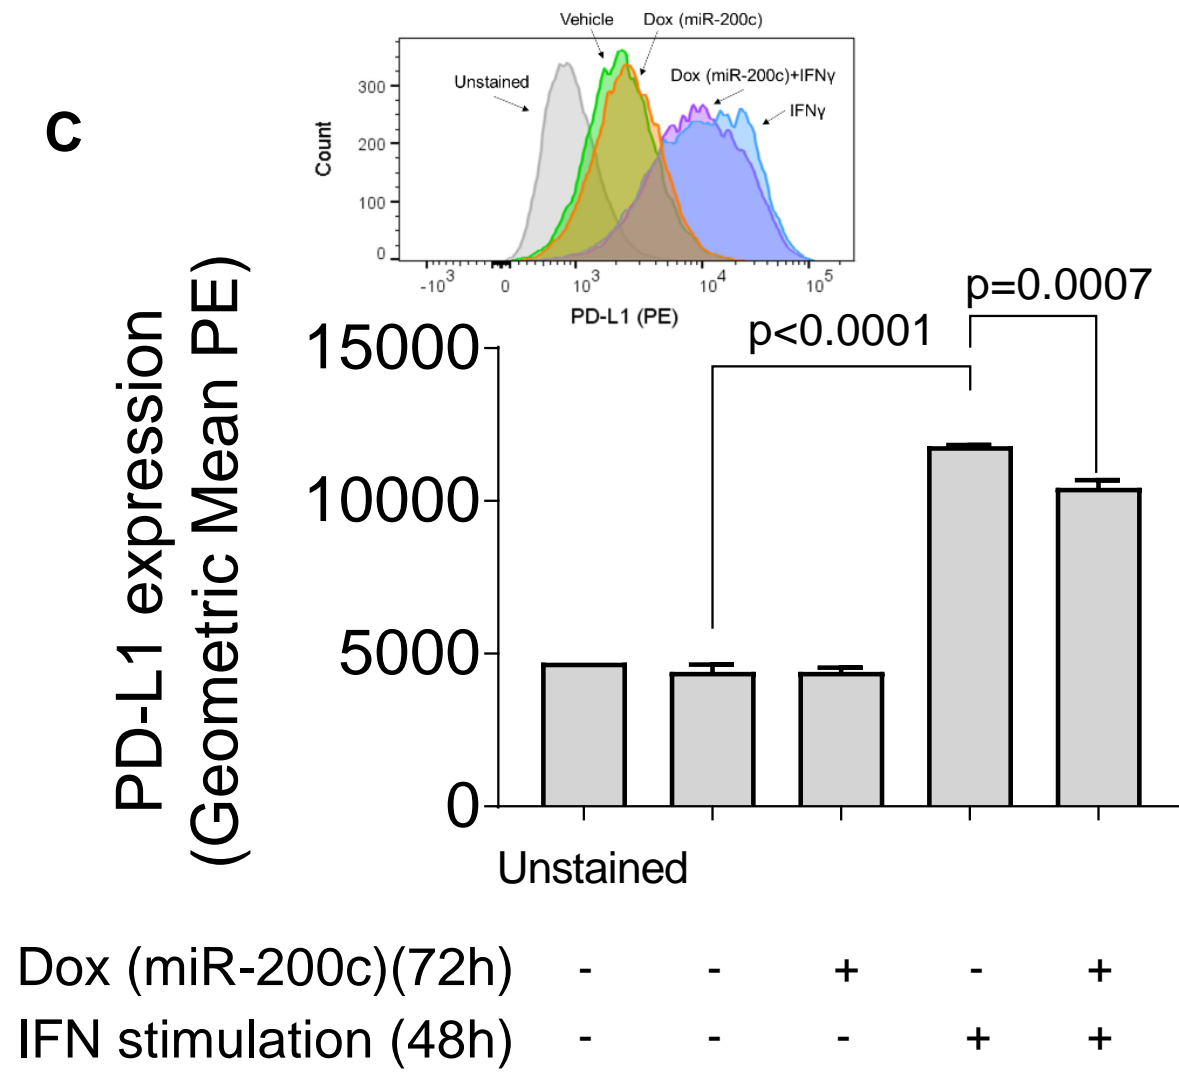 C
Vehicle
Dox (miR-200c)
Unstained
Dox (miR-200c)+IFNγ
IFNγ
Count
300
200
100
0
-10³
0
10³
10⁴
10⁵
PD-L1 (PE)
PD-L1 expression
(Geometric Mean PE)
p<0.0001
p=0.0007
15000
10000
5000
0
Unstained
Dox (miR-200c)(72h) - - + - +
IFN stimulation (48h) - - - + +